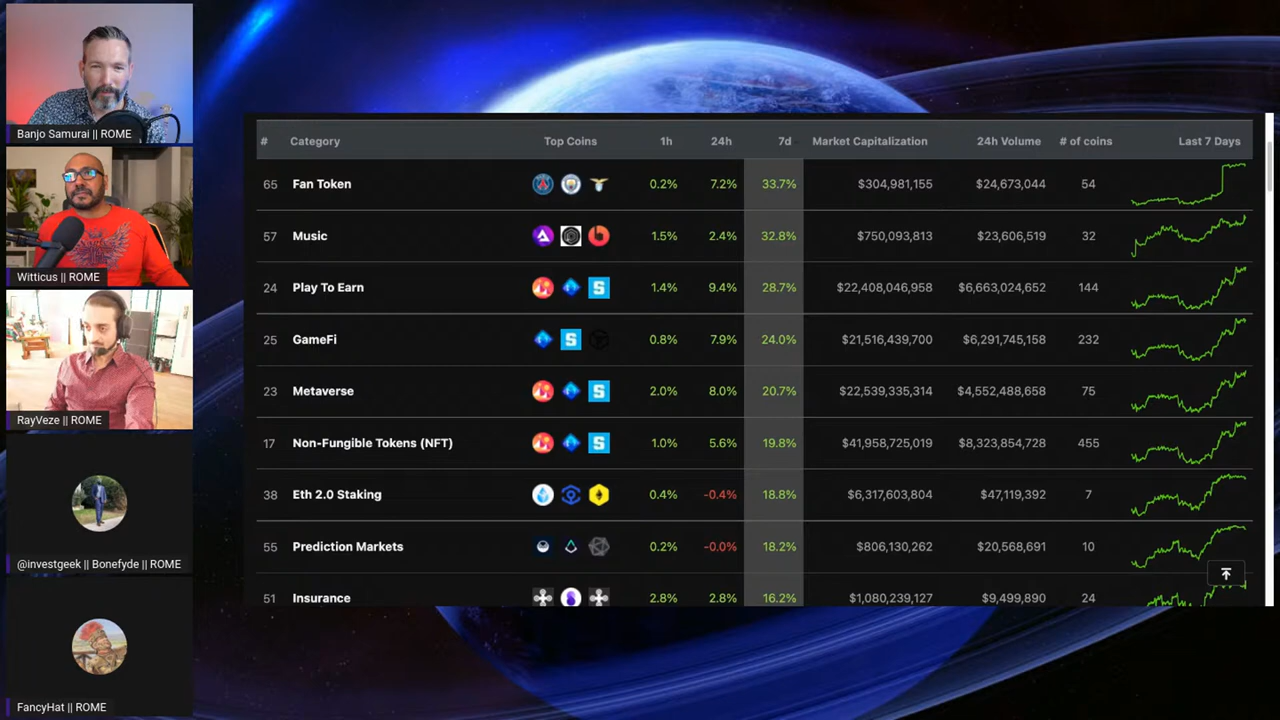 Banjo Samurai || ROME
Witticus || ROME
RayVeze || ROME
@investgeek || Bonefyde || ROME
FancyHat || ROME
# Category Top Coins 1h 24h 7d Market Capitalization 24h Volume # of coins Last 7 Days
65 Fan Token 0.2% 7.2% 33.7% $304,981,155 $24,673,044 54
57 Music 1.5% 2.4% 32.8% $750,093,813 $23,606,519 32
24 Play To Earn 1.4% 9.4% 28.7% $22,408,046,958 $6,663,024,652 144
25 GameFi 0.8% 7.9% 24.0% $21,516,439,700 $6,291,745,158 232
23 Metaverse 2.0% 8.0% 20.7% $22,539,335,314 $4,552,488,658 75
17 Non-Fungible Tokens (NFT) 1.0% 5.6% 19.8% $41,958,725,019 $8,323,854,728 455
38 Eth 2.0 Staking 0.4% -0.4% 18.8% $6,317,603,804 $47,119,392 7
55 Prediction Markets 0.2% -0.0% 18.2% $806,130,262 $20,568,691 10
51 Insurance 2.8% 2.8% 16.2% $1,080,239,127 $9,499,890 24